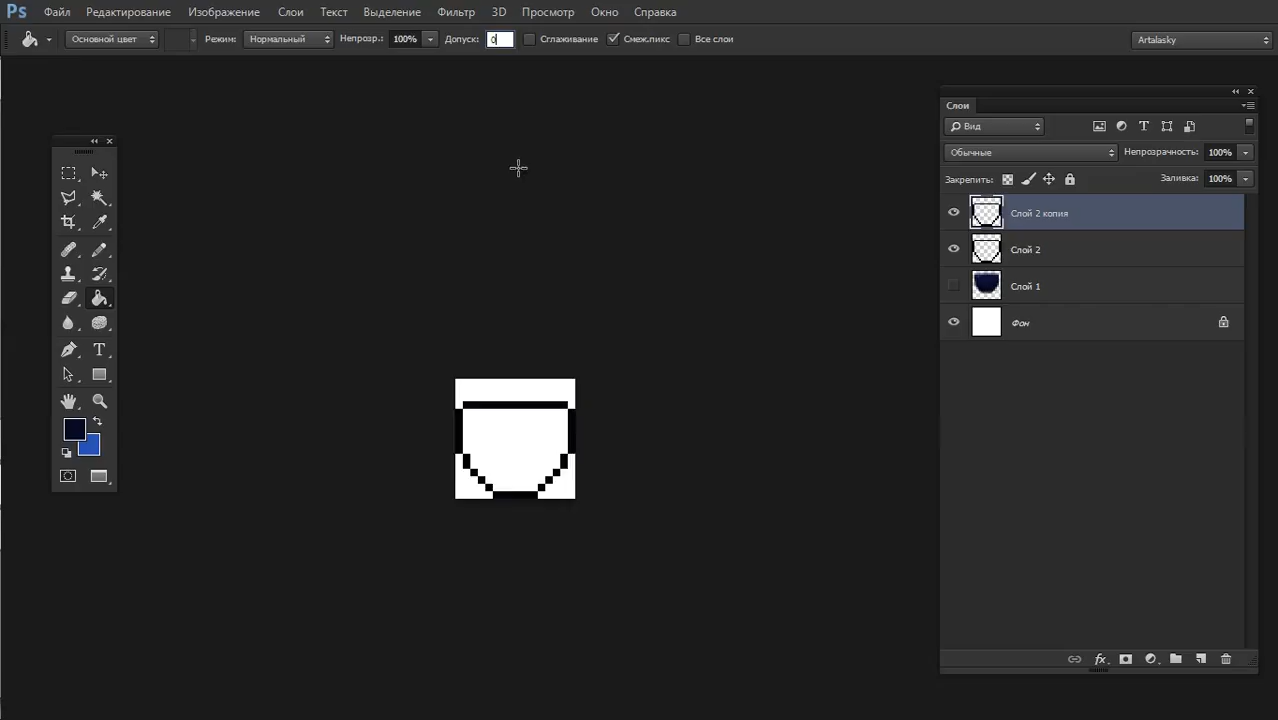 Ps Файл Редактирование Изображение Слои Текст Выделение Фильтр 3D Просмотр Окно Справка
Основной цвет Режим: Нормальный Непрозр.: 100% Допуск: 0 Сглаживание Смеж.пикс Все слои Artalasky
Слои
Вид
Обычные Непрозрачность: 100%
Закрепить: Заливка: 100%
Слой 2 копия
Слой 2
Слой 1
Фон